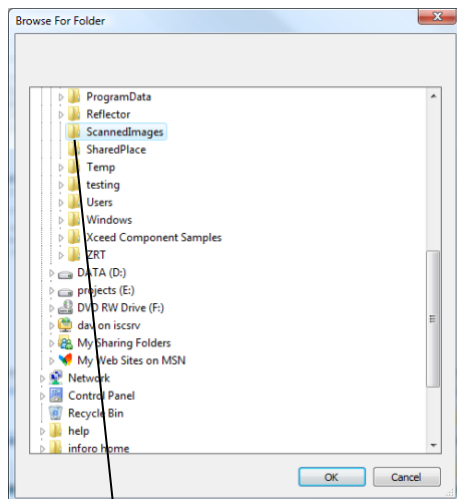 Browse For Folder
ProgramData
Reflector
ScannedImages
SharedPlace
Temp
testing
Users
Windows
Xceed Component Samples
ZRT
DATA (D:)
projects (E:)
DVD RW Drive (F:)
dav on iscsrv
My Sharing Folders
My Web Sites on MSN
Network
Control Panel
Recycle Bin
help
inforo home
OK Cancel